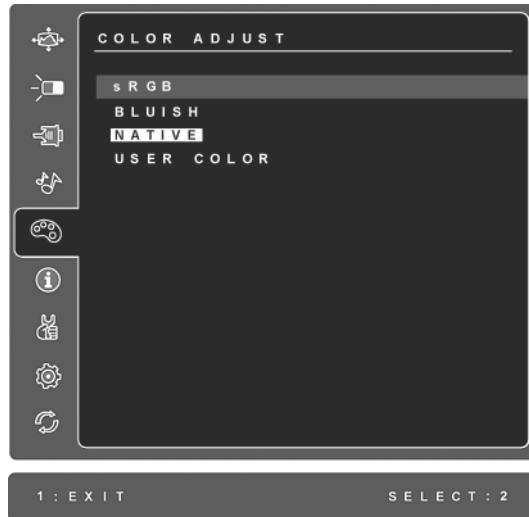 COLOR ADJUST
sRGB
BLUISH
NATIVE
USER COLOR
1:EXIT
SELECT:2